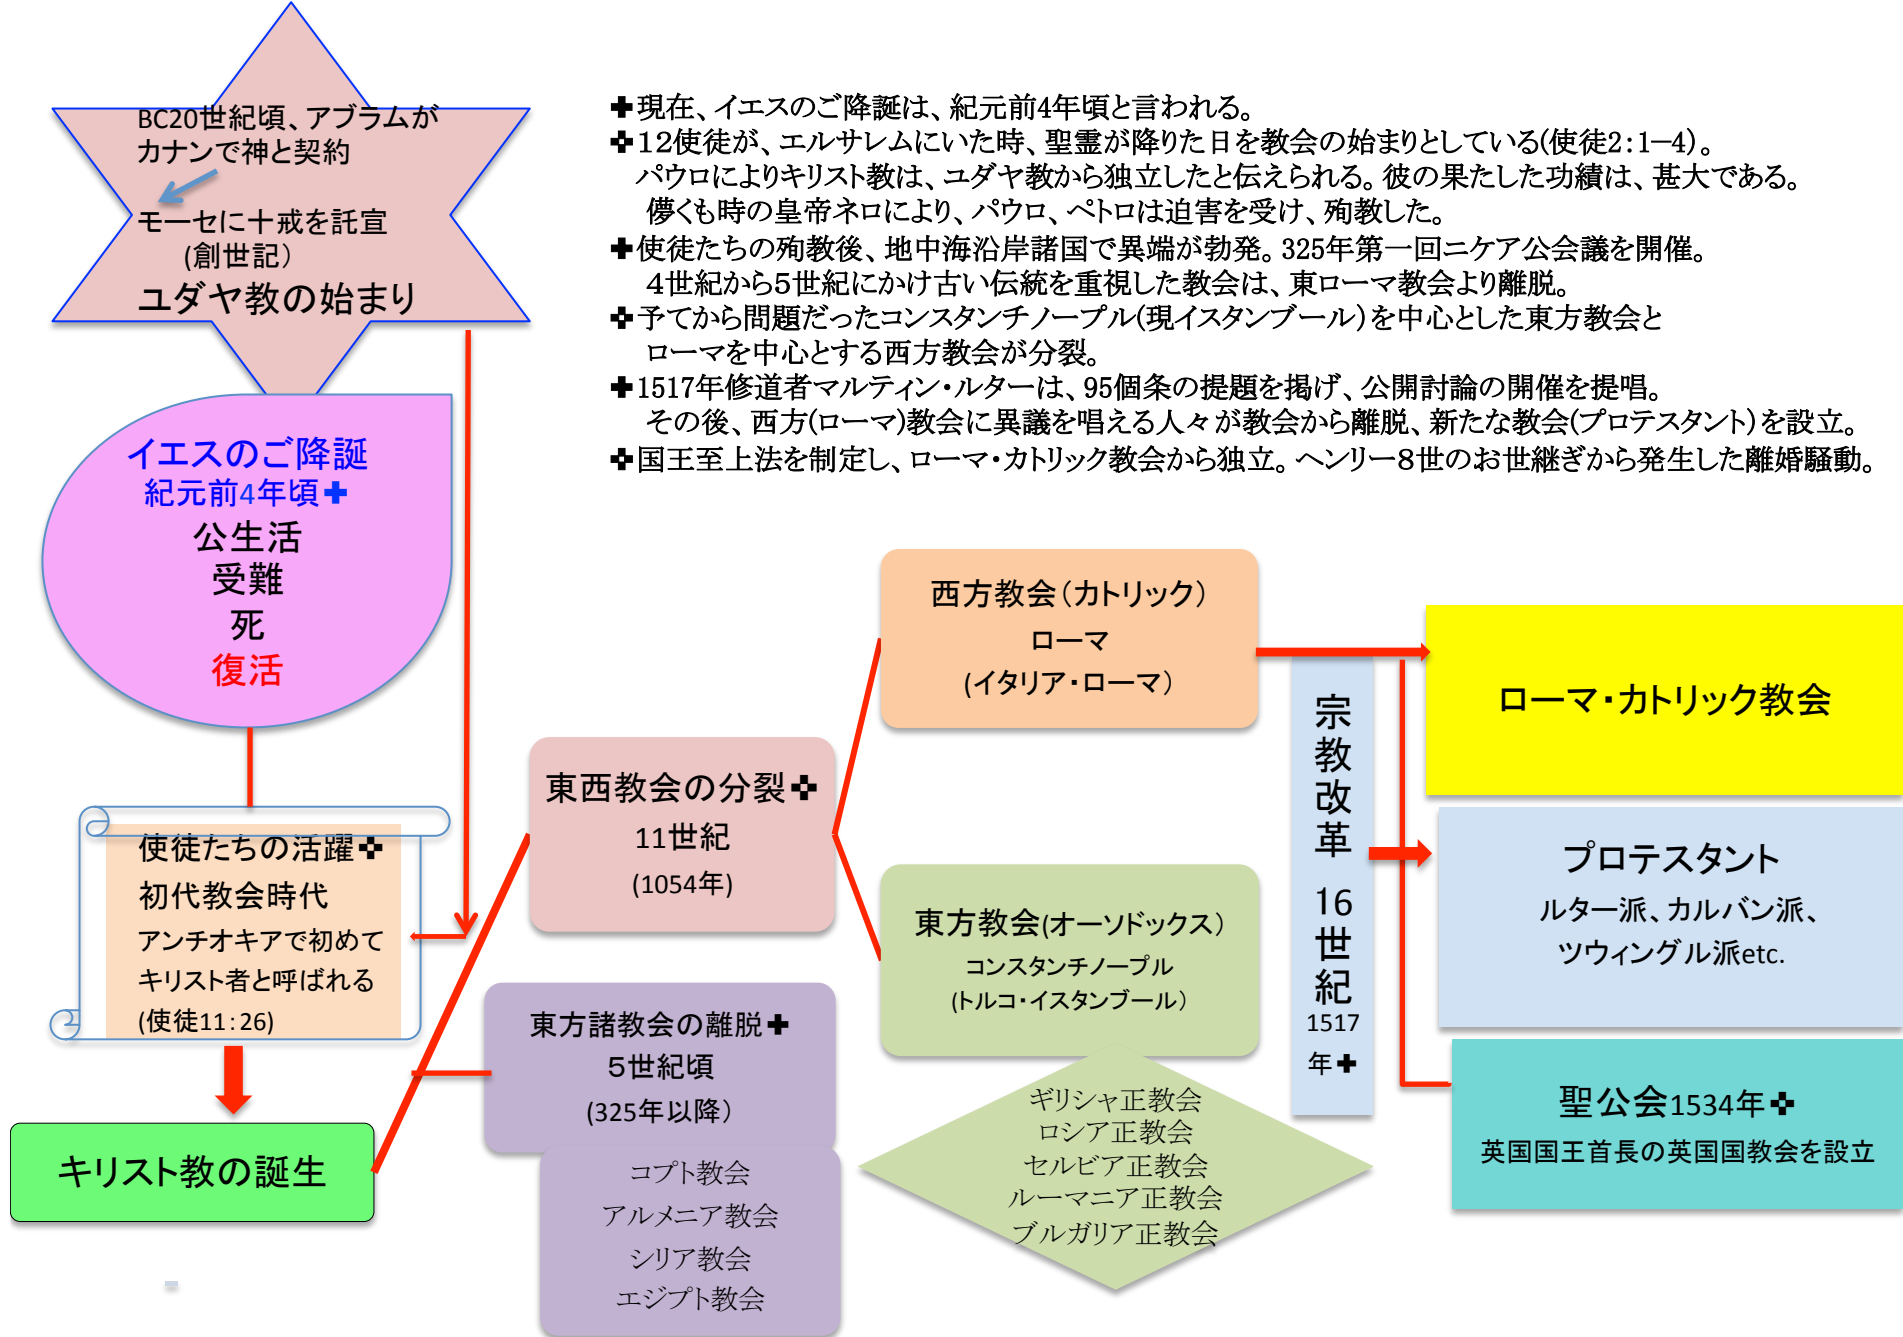 BC20世紀頃、アブラムが
カナンで神と契約
モーセに十戒を託宣
(創世記)
ユダヤ教の始まり
✚現在、イエスのご降誕は、紀元前4年頃と言われる。
✜12使徒が、エルサレムにいた時、聖霊が降りた日を教会の始まりとしている(使徒2:1-4)。
パウロによりキリスト教は、ユダヤ教から独立したと伝えられる。彼の果たした功績は、甚大である。
儚くも時の皇帝ネロにより、パウロ、ペトロは迫害を受け、殉教した。
✚使徒たちの殉教後、地中海沿岸諸国で異端が勃発。325年第一回ニケア公会議を開催。
4世紀から5世紀にかけ古い伝統を重視した教会は、東ローマ教会より離脱。
✜予てから問題だったコンスタンチノープル(現イスタンブール)を中心とした東方教会と
ローマを中心とする西方教会が分裂。
✚1517年修道者マルティン・ルターは、95個条の提題を掲げ、公開討論の開催を提唱。
その後、西方(ローマ)教会に異議を唱える人々が教会から離脱、新たな教会(プロテスタント)を設立。
✜国王至上法を制定し、ローマ・カトリック教会から独立。ヘンリー8世のお世継ぎから発生した離婚騒動。
イエスのご降誕
紀元前4年頃✚
公生活
受難
死
復活
使徒たちの活躍✜
初代教会時代
アンチオキアで初めて
キリスト者と呼ばれる
(使徒11:26)
キリスト教の誕生
東西教会の分裂✜
11世紀
(1054年)
東方諸教会の離脱✚
5世紀頃
(325年以降)
コプト教会
アルメニア教会
シリア教会
エジプト教会
西方教会(カトリック)
ローマ
(イタリア・ローマ)
東方教会(オーソドックス)
コンスタンチノープル
(トルコ・イスタンブール)
ギリシャ正教会
ロシア正教会
セルビア正教会
ルーマニア正教会
ブルガリア正教会
宗教改革 16世紀
1517
年✚
ローマ・カトリック教会
プロテスタント
ルター派、カルバン派、
ツウィングル派etc.
聖公会1534年✜
英国国王首長の英国国教会を設立